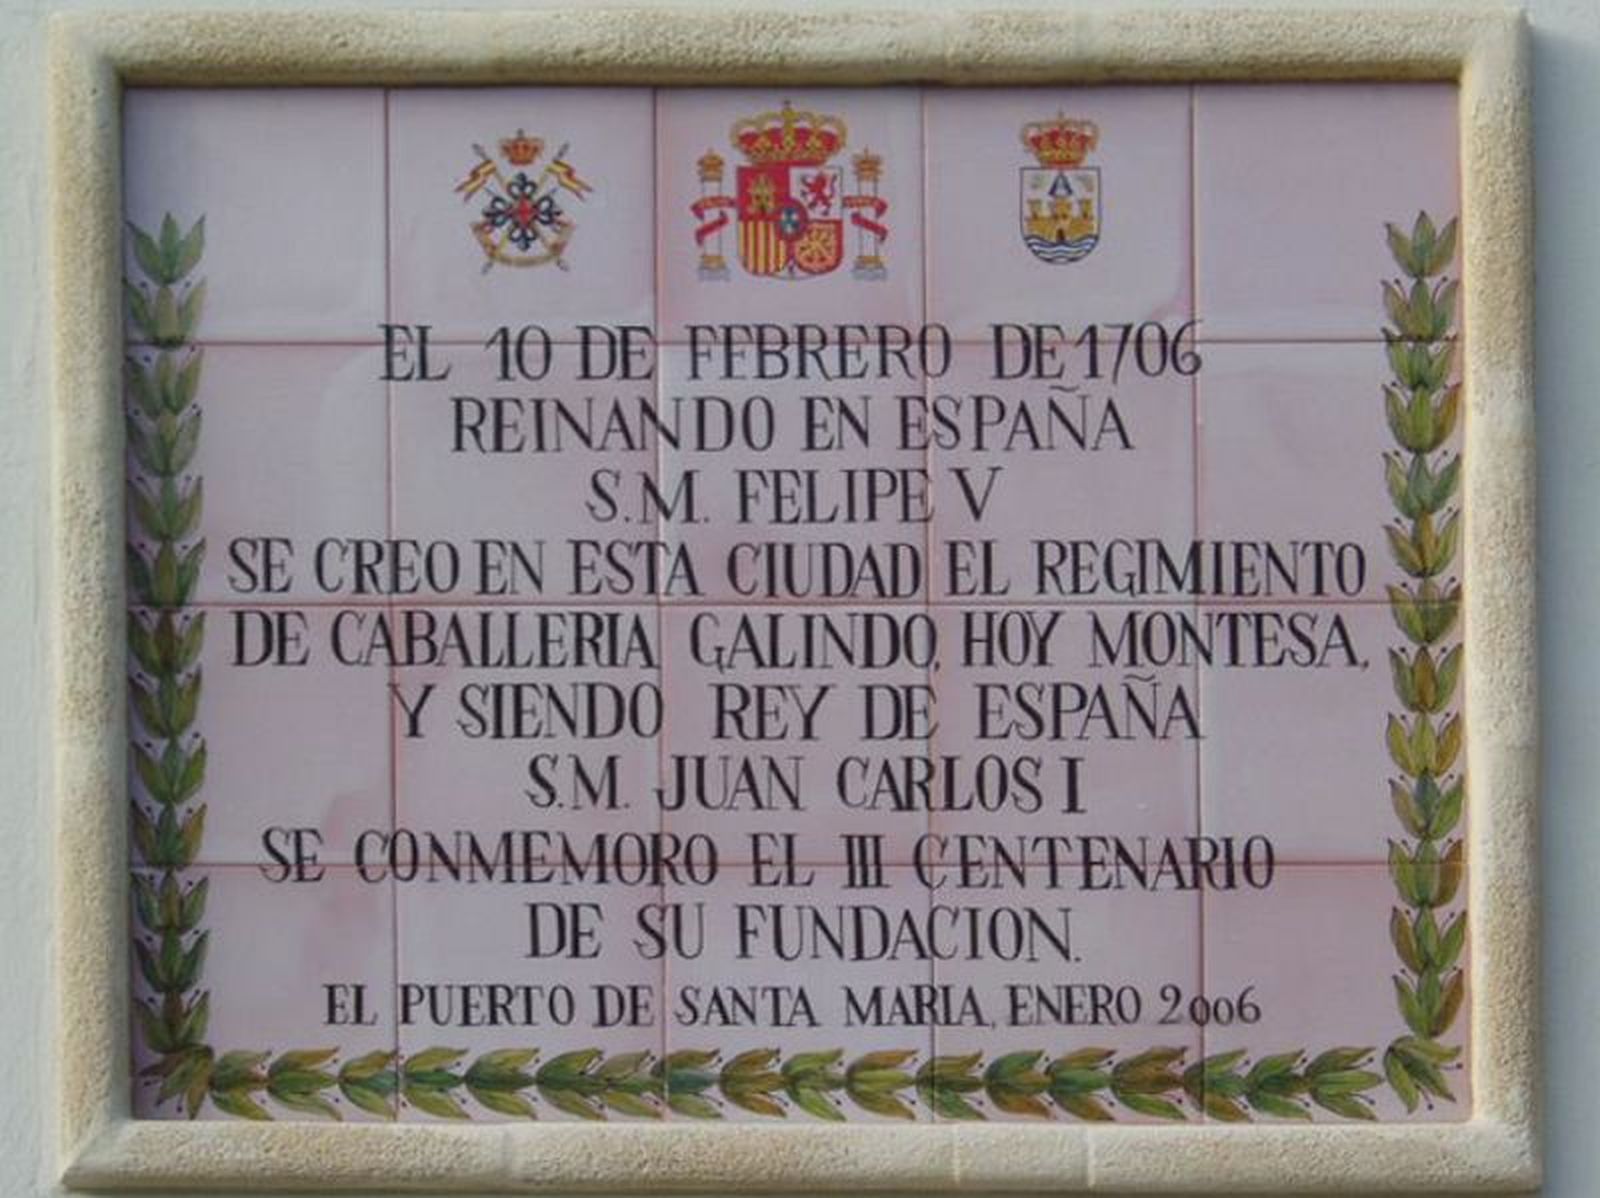 EL 10 DE FEBRERO DE 1706
REINANDO EN ESPAÑA
S.M. FELIPE V
SE CREO EN ESTA CIUDAD EL REGIMIENTO
DE CABALLERIA GALINDO, HOY MONTESA,
Y SIENDO REY DE ESPAÑA
S.M. JUAN CARLOS I
SE CONMEMORO EL III CENTENARIO
DE SU FUNDACION.
EL PUERTO DE SANTA MARIA, ENERO 2006